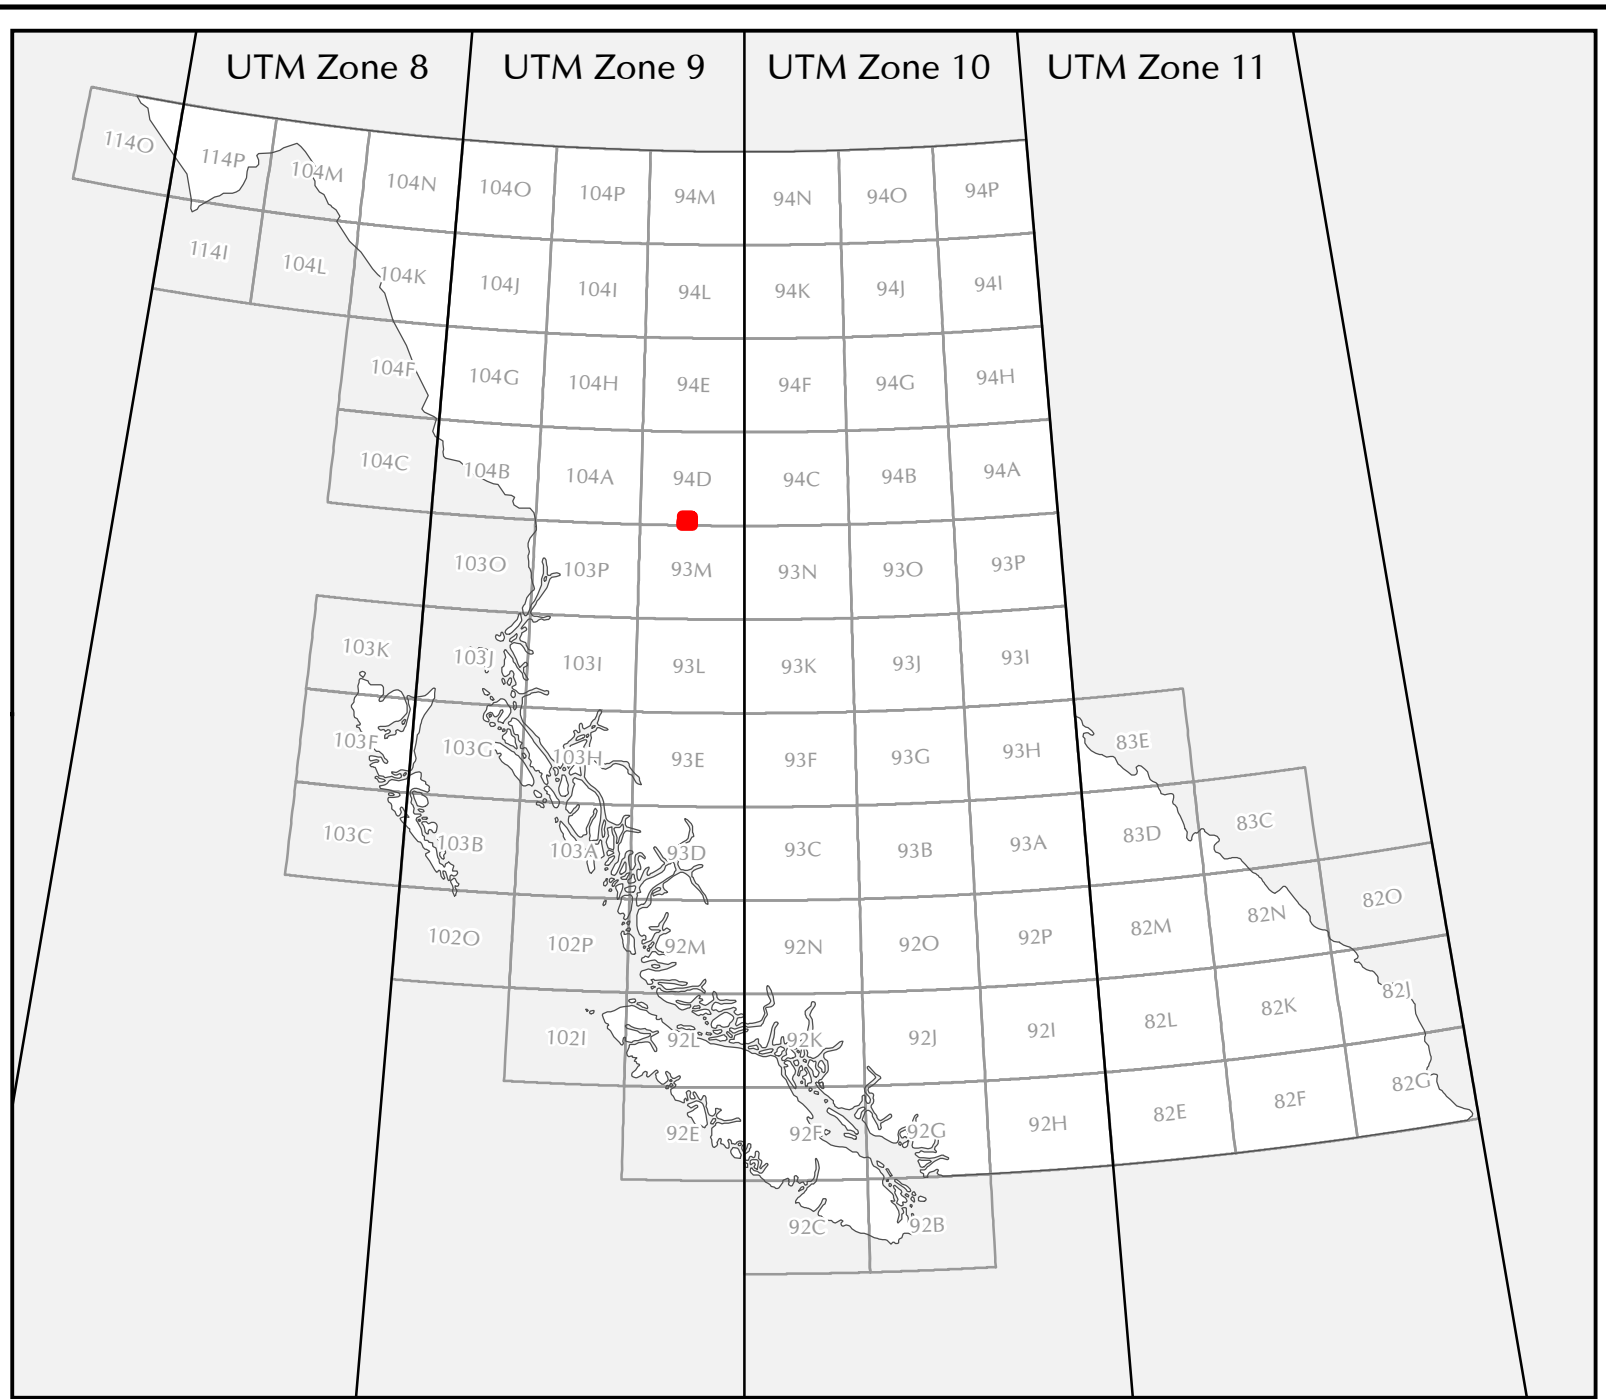 UTM Zone 8 UTM Zone 9 UTM Zone 10 UTM Zone 11
114O 114P 104M 104N 104O 104P 94M 94N 94O 94P
114I 104L 104K 104J 104I 94L 94K 94J 94I
104F 104G 104H 94E 94F 94G 94H
104C 104B 104A 94D 94C 94B 94A
103O 103P 93M 93N 93O 93P
103K 103J 103I 93L 93K 93J 93I
103F 103G 103H 93E 93F 93G 93H 83E
103C 103B 103A 93D 93C 93B 93A 83D 83C
102O 102P 92M 92N 92O 92P 82M 82N 82O
102I 92L 92K 92J 92I 82L 82K 82J
92E 92F 92G 92H 82E 82F 82G
92C 92B